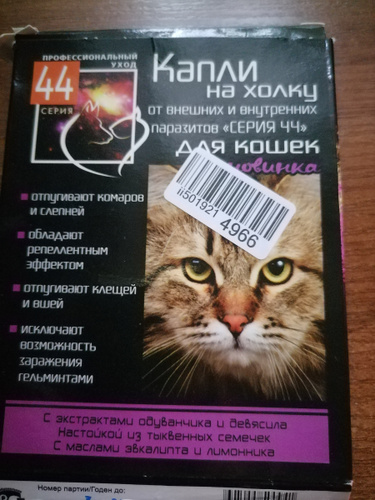 ПРОФЕССИОНАЛЬНЫЙ
УХОД
44
СЕРИЯ
Капли
на холку
от внешних и внутренних
паразитов «СЕРИЯ 44»
для кошек
новинка
ii501921 4966
отпугивают комаров
и слепней
обладают
репеллентным
эффектом
отпугивают клещей
и вшей
исключают
возможность
заражения
гельминтами
С экстрактами одуванчика и девясила
Настойкой из тыквенных семечек
С маслами эвкалипта и лимонника
Номер партии/Годен до: